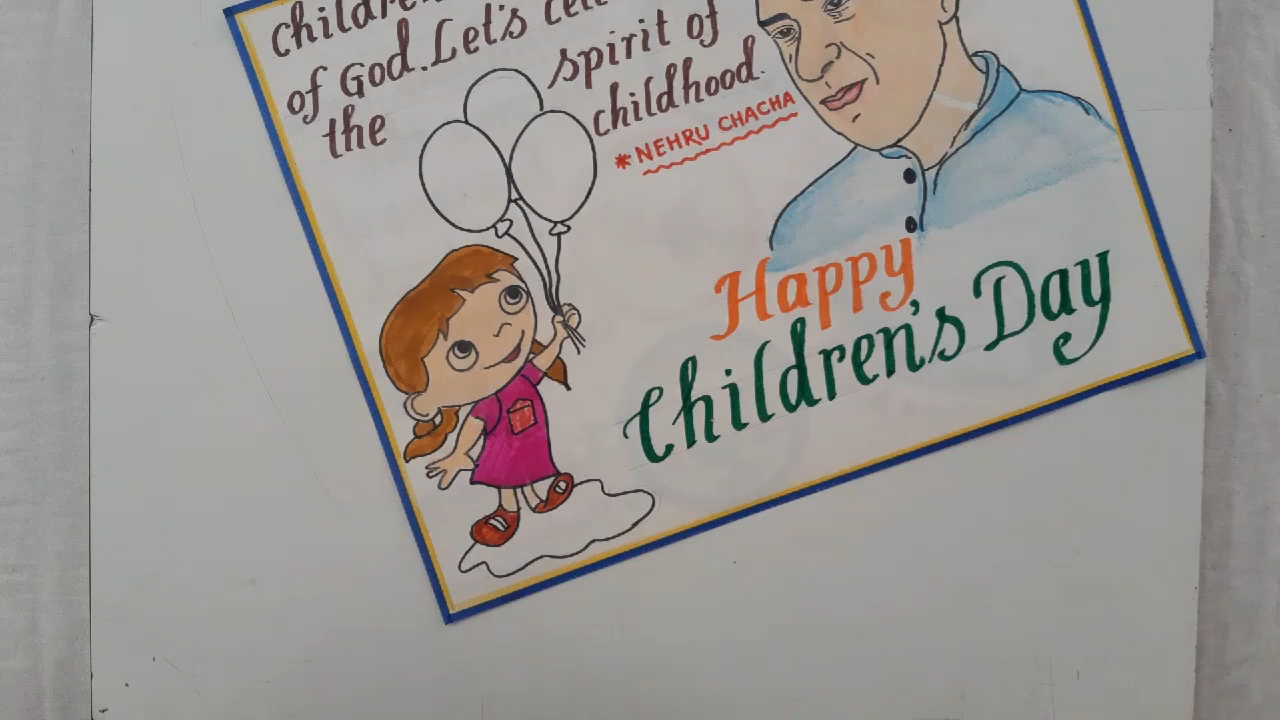 of God. Let's
the spirit of
childhood.
*NEHRU CHACHA
Happy
Children's Day